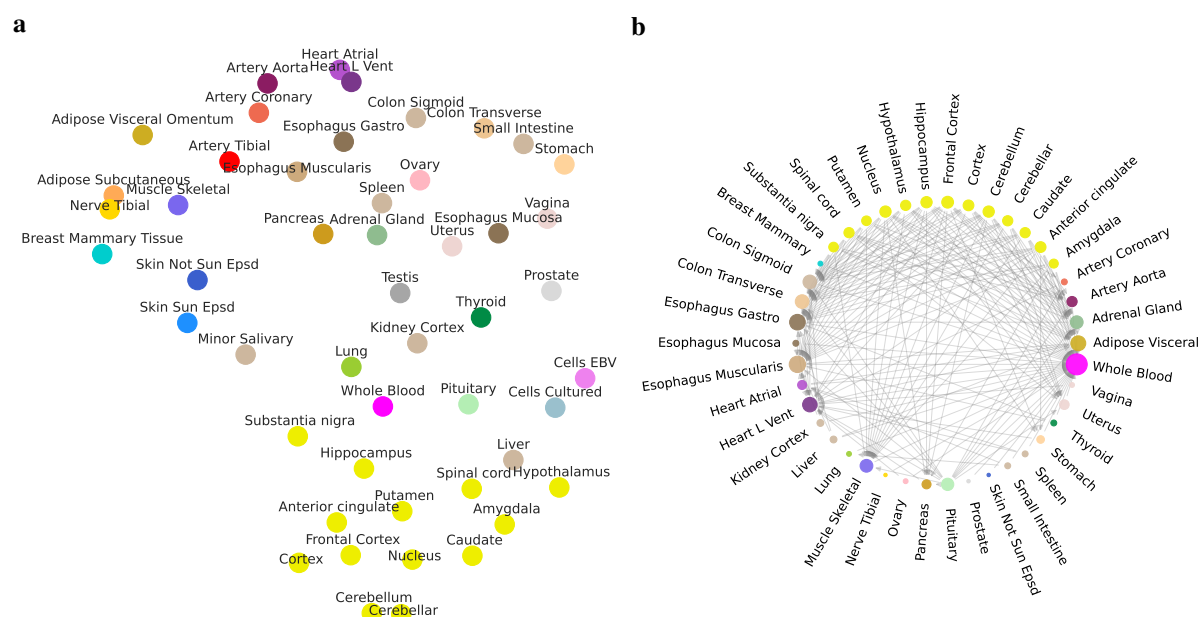 a
b
Heart Atrial
Artery Aorta
Heart L Vent
Artery Coronary
Colon Sigmoid
Colon Transverse
Adipose Visceral Omentum
Esophagus Gastro
Small Intestine
Artery Tibial
Stomach
Esophagus Muscularis
Ovary
Adipose Subcutaneous
Muscle Skeletal
Spleen
Nerve Tibial
Vagina
Pancreas
Adrenal Gland
Esophagus Mucosa
Uterus
Breast Mammary Tissue
Skin Not Sun Epsd
Testis
Prostate
Skin Sun Epsd
Thyroid
Minor Salivary
Kidney Cortex
Lung
Cells EBV
Whole Blood
Pituitary
Cells Cultured
Substantia nigra
Liver
Hippocampus
Spinal cord
Hypothalamus
Putamen
Anterior cingulate
Amygdala
Frontal Cortex
Caudate
Cortex
Nucleus
Cerebellum
Cerebellar
Frontal Cortex
Cortex
Cerebellum
Cerebellar
Caudate
Anterior cingulate
Amygdala
Artery Coronary
Artery Aorta
Adrenal Gland
Adipose Visceral
Whole Blood
Vagina
Uterus
Thyroid
Stomach
Spleen
Small Intestine
Skin Not Sun Epsd
Prostate
Pituitary
Pancreas
Ovary
Nerve Tibial
Muscle Skeletal
Lung
Liver
Kidney Cortex
Heart L Vent
Heart Atrial
Esophagus Muscularis
Esophagus Mucosa
Esophagus Gastro
Colon Transverse
Colon Sigmoid
Breast Mammary
Substantia nigra
Spinal cord
Putamen
Nucleus
Hypothalamus
Hippocampus